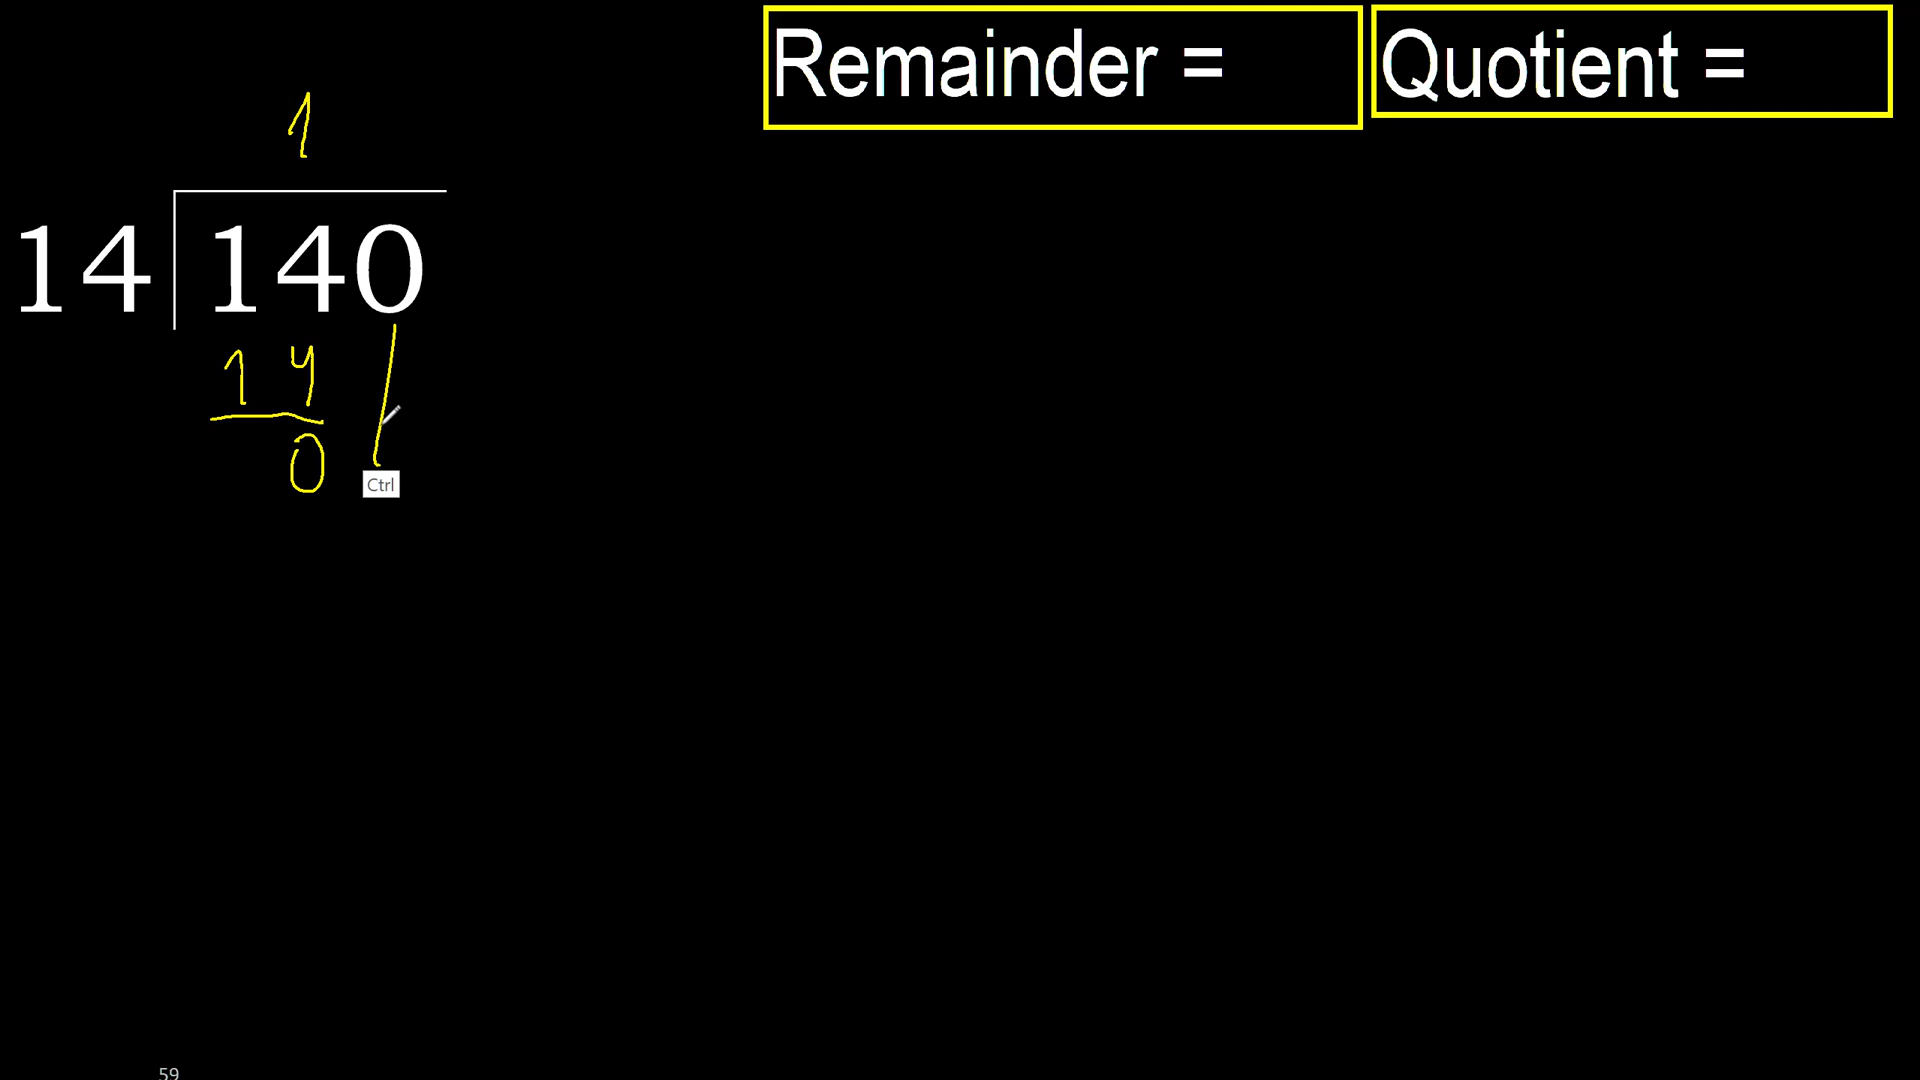 Remainder =
Quotient =
1
14 140
14
0
Ctrl
59